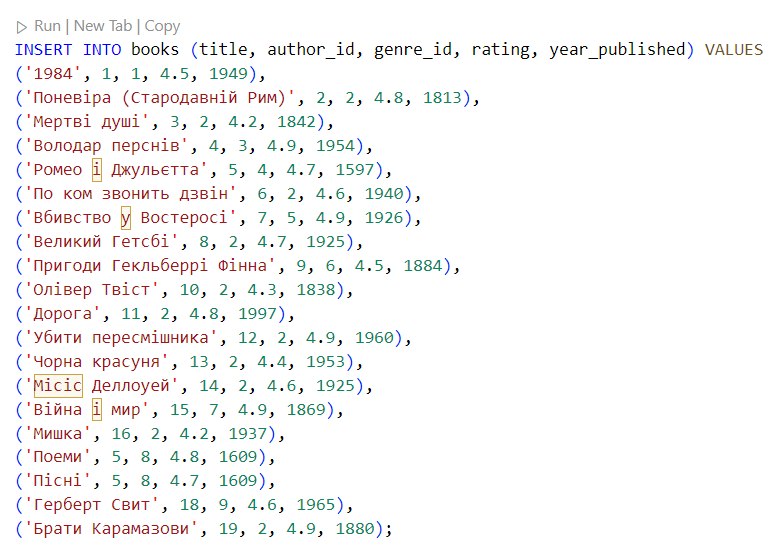 Run | New Tab | Copy
INSERT INTO books (title, author_id, genre_id, rating, year_published) VALUES
('1984', 1, 1, 4.5, 1949),
('Поневіра (Стародавній Рим)', 2, 2, 4.8, 1813),
('Мертві душі', 3, 2, 4.2, 1842),
('Володар перснів', 4, 3, 4.9, 1954),
('Ромео і Джульєтта', 5, 4, 4.7, 1597),
('По ком звонить дзвін', 6, 2, 4.6, 1940),
('Вбивство у Востеросі', 7, 5, 4.9, 1926),
('Великий Гетсбі', 8, 2, 4.7, 1925),
('Пригоди Гекльберрі Фінна', 9, 6, 4.5, 1884),
('Олівер Твіст', 10, 2, 4.3, 1838),
('Дорога', 11, 2, 4.8, 1997),
('Убити пересмішника', 12, 2, 4.9, 1960),
('Чорна красуня', 13, 2, 4.4, 1953),
('Місіс Деллоуей', 14, 2, 4.6, 1925),
('Війна і мир', 15, 7, 4.9, 1869),
('Мишка', 16, 2, 4.2, 1937),
('Поеми', 5, 8, 4.8, 1609),
('Пісні', 5, 8, 4.7, 1609),
('Герберт Свит', 18, 9, 4.6, 1965),
('Брати Карамазови', 19, 2, 4.9, 1880);